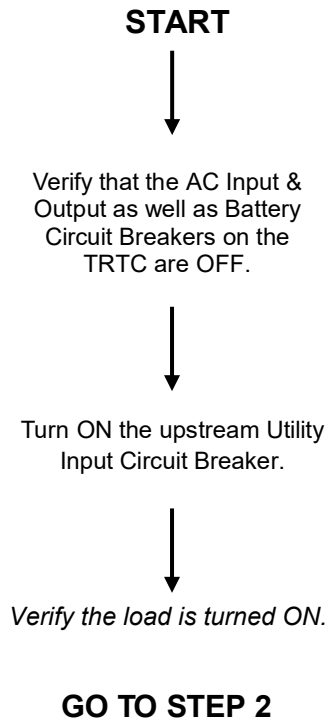 START
Verify that the AC Input &
Output as well as Battery
Circuit Breakers on the
TRTC are OFF.
Turn ON the upstream Utility
Input Circuit Breaker.
Verify the load is turned ON.
GO TO STEP 2